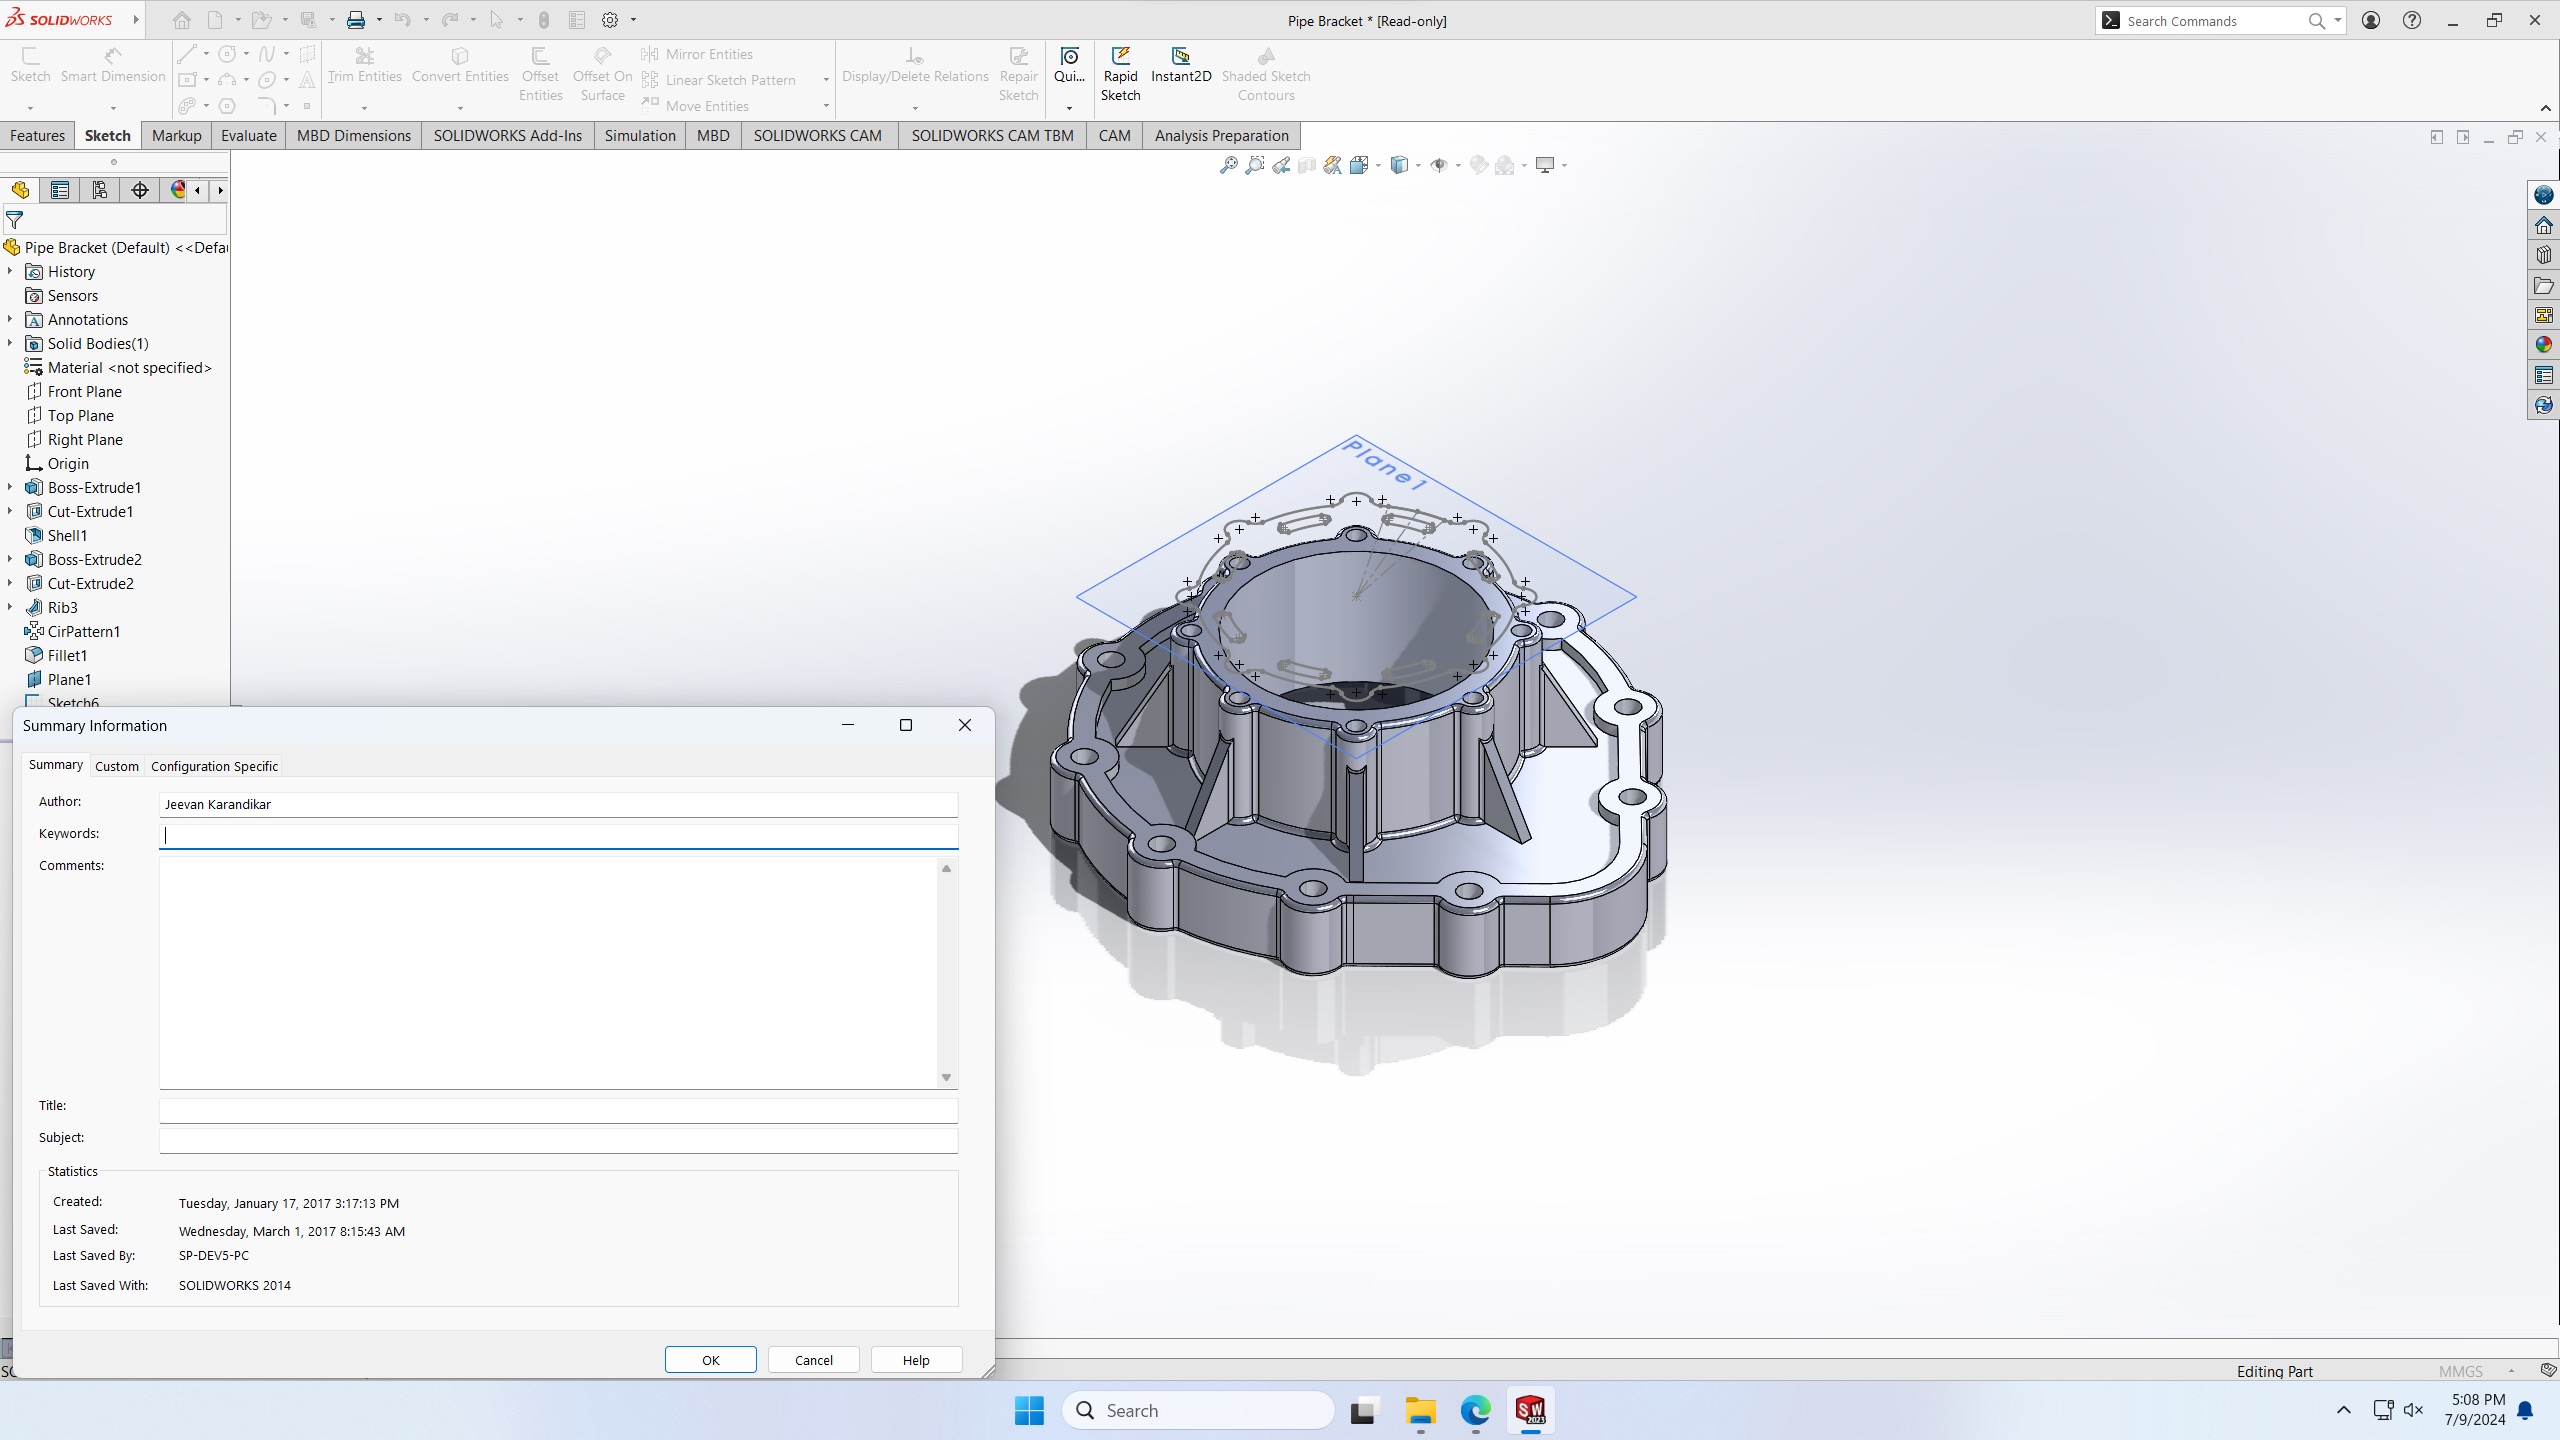 SOLIDWORKS
Pipe Bracket * [Read-only]
Search Commands
Sketch
Smart Dimension
Trim Entities
Convert Entities
Offset Entities
Offset On Surface
Mirror Entities
Linear Sketch Pattern
Move Entities
Display/Delete Relations
Repair Sketch
Qui...
Rapid Sketch
Instant2D
Shaded Sketch Contours
Features
Sketch
Markup
Evaluate
MBD Dimensions
SOLIDWORKS Add-Ins
Simulation
MBD
SOLIDWORKS CAM
SOLIDWORKS CAM TBM
CAM
Analysis Preparation
Pipe Bracket (Default) <<Defau
History
Sensors
Annotations
Solid Bodies(1)
Material <not specified>
Front Plane
Top Plane
Right Plane
Origin
Boss-Extrude1
Cut-Extrude1
Shell1
Boss-Extrude2
Cut-Extrude2
Rib3
CirPattern1
Fillet1
Plane1
Sketch6
Plane1
Summary Information
Summary
Custom
Configuration Specific
Author:
Jeevan Karandikar
Keywords:
Comments:
Title:
Subject:
Statistics
Created:
Tuesday, January 17, 2017 3:17:13 PM
Last Saved:
Wednesday, March 1, 2017 8:15:43 AM
Last Saved By:
SP-DEV5-PC
Last Saved With:
SOLIDWORKS 2014
OK
Cancel
Help
Editing Part
MMGS
Search
SW
2023
5:08 PM
7/9/2024